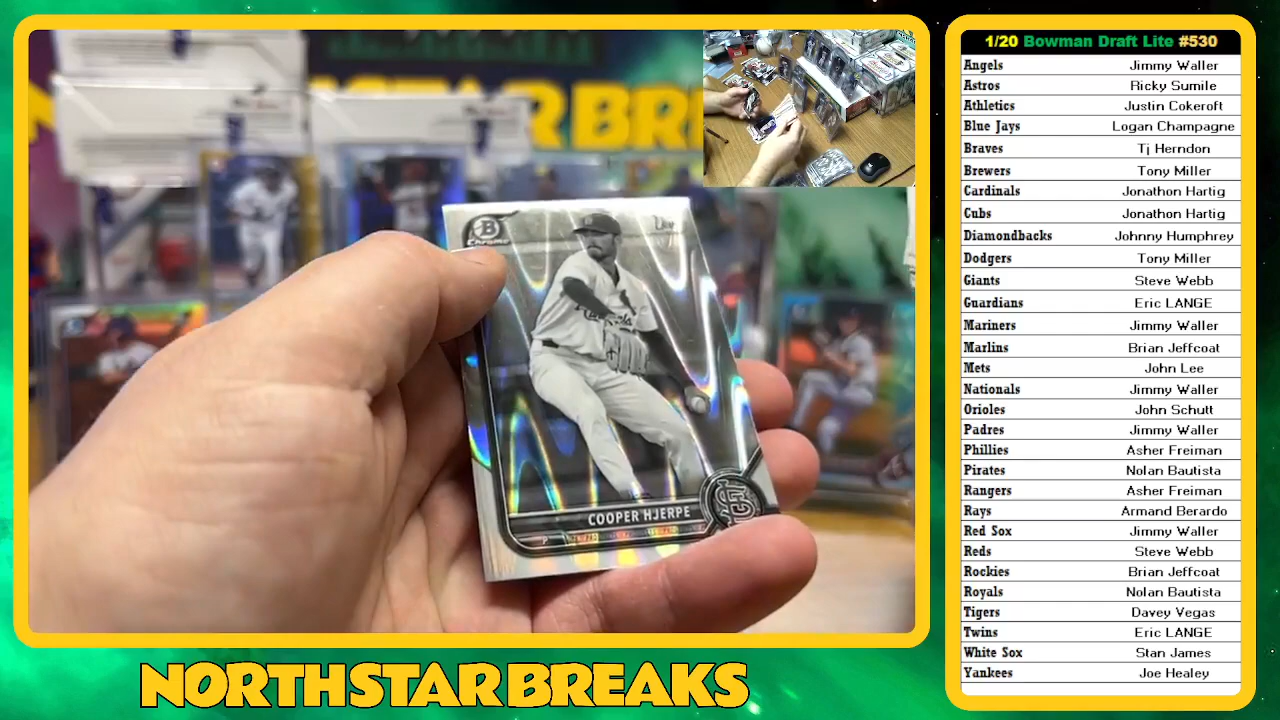 1/20 Bowman Draft Lite #530
Angels Jimmy Waller
Astros Ricky Sumile
Athletics Justin Cokeroft
Blue Jays Logan Champagne
Braves Tj Herndon
Brewers Tony Miller
Cardinals Jonathon Hartig
Cubs Jonathon Hartig
Diamondbacks Johnny Humphrey
Dodgers Tony Miller
Giants Steve Webb
Guardians Eric LANGE
Mariners Jimmy Waller
Marlins Brian Jeffcoat
Mets John Lee
Nationals Jimmy Waller
Orioles John Schutt
Padres Jimmy Waller
Phillies Asher Freiman
Pirates Nolan Bautista
Rangers Asher Freiman
Rays Armand Berardo
Red Sox Jimmy Waller
Reds Steve Webb
Rockies Brian Jeffcoat
Royals Nolan Bautista
Tigers Davey Vegas
Twins Eric LANGE
White Sox Stan James
Yankees Joe Healey
B
Chrome
COOPER HJERPE
P
NORTHSTAR BREAKS